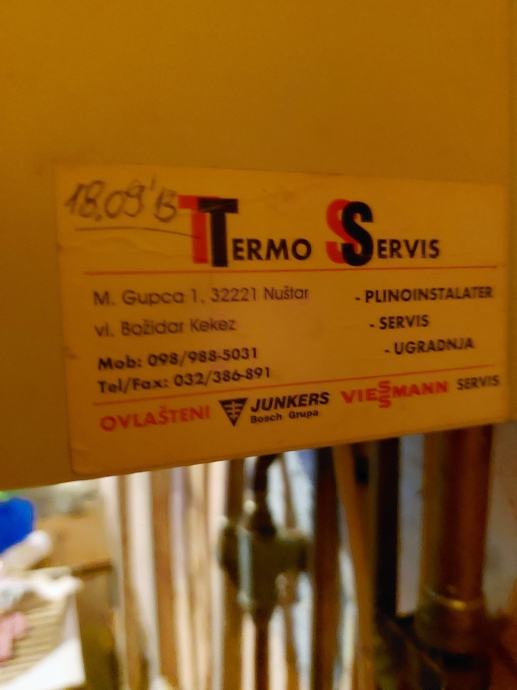 18,09'13
TERMO SERVIS
M. Gupca 1, 32221 Nuštar
vl. Božidar Kekez
Mob: 098/988-5031
Tel/Fax: 032/386-891
- PLINOINSTALATER
- SERVIS
- UGRADNJA
OVLAŠTENI JUNKERS VIESSMANN SERVIS
Bosch Grupa